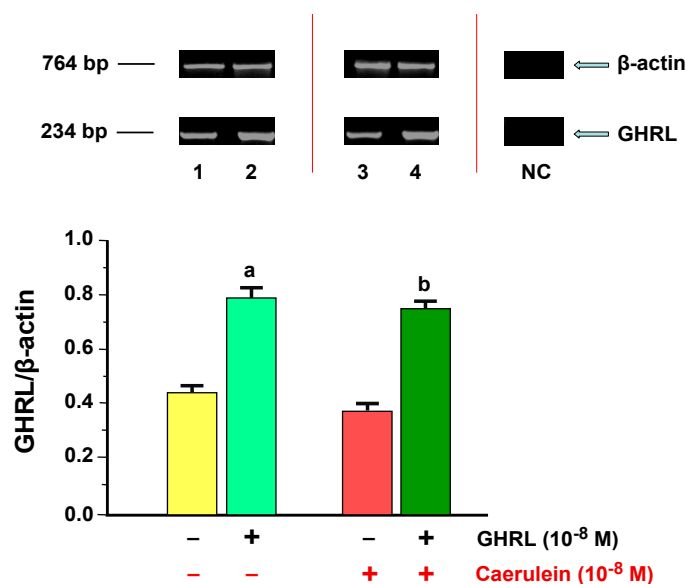 764 bp β-actin
234 bp GHRL
1 2 3 4 NC
GHRL/β-actin
1.0
0.8
0.6
0.4
0.2
0.0
a
b
– + – + GHRL (10⁻⁸ M)
– – + + Caerulein (10⁻⁸ M)